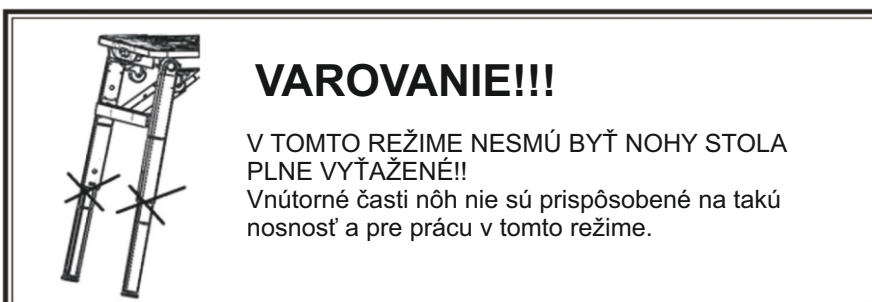 VAROVANIE!!!
V TOMTO REŽIME NESMÚ BYŤ NOHY STOLA
PLNE VYŤAŽENÉ!!
Vnútorné časti nôh nie sú prispôsobené na takú
nosnosť a pre prácu v tomto režime.